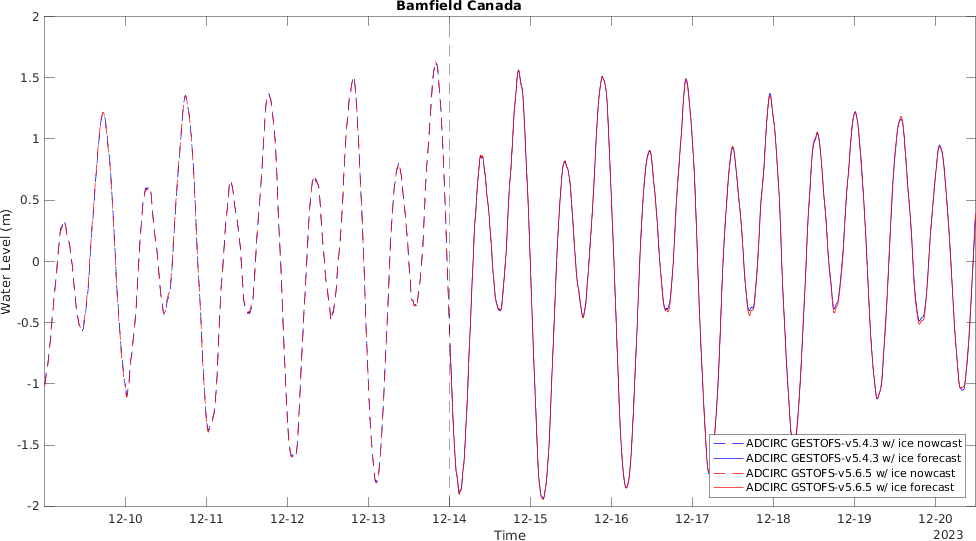 Bamfield Canada
2
1.5
1
0.5
0
-0.5
-1
-1.5
-2
Water Level (m)
ADCIRC GESTOFS-v5.4.3 w/ ice nowcast
ADCIRC GESTOFS-v5.4.3 w/ ice forecast
ADCIRC GSTOFS-v5.6.5 w/ ice nowcast
ADCIRC GSTOFS-v5.6.5 w/ ice forecast
12-10 12-11 12-12 12-13 12-14 12-15 12-16 12-17 12-18 12-19 12-20
Time
2023